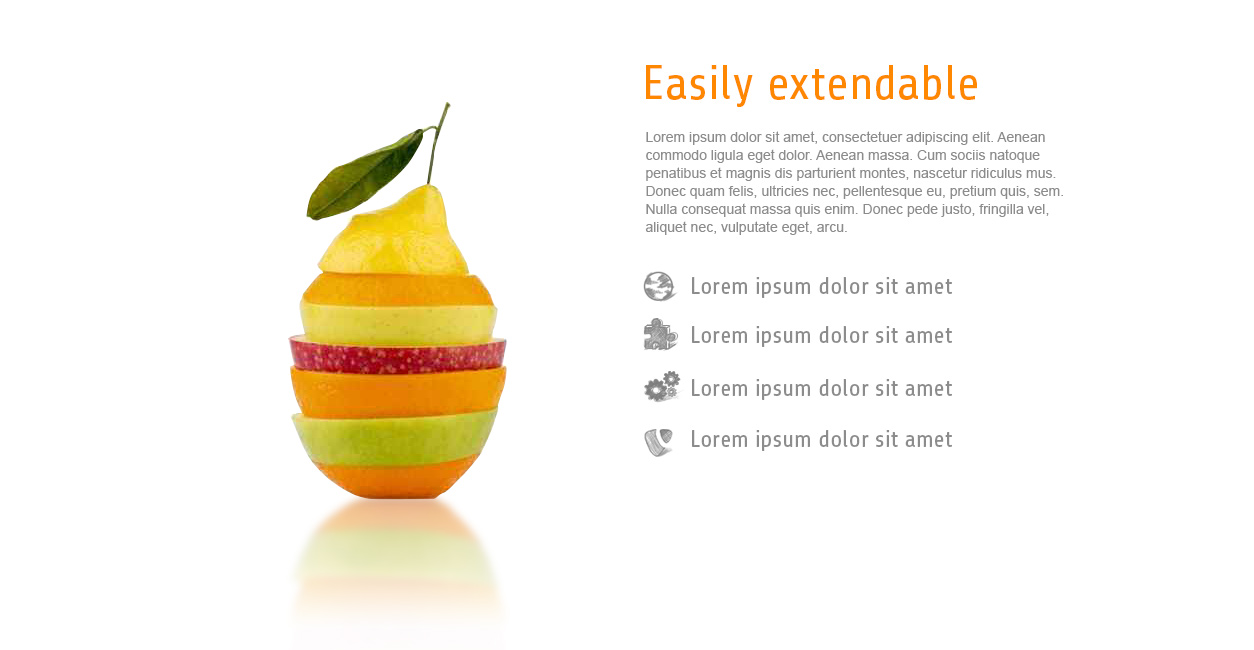 Easily extendable
Lorem ipsum dolor sit amet, consectetuer adipiscing elit. Aenean
commodo ligula eget dolor. Aenean massa. Cum sociis natoque
penatibus et magnis dis parturient montes, nascetur ridiculus mus.
Donec quam felis, ultricies nec, pellentesque eu, pretium quis, sem.
Nulla consequat massa quis enim. Donec pede justo, fringilla vel,
aliquet nec, vulputate eget, arcu.
Lorem ipsum dolor sit amet
Lorem ipsum dolor sit amet
Lorem ipsum dolor sit amet
Lorem ipsum dolor sit amet